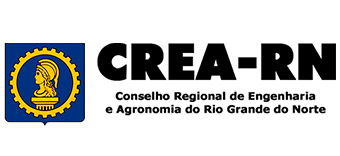 CREA-RN
Conselho Regional de Engenharia
e Agronomia do Rio Grande do Norte